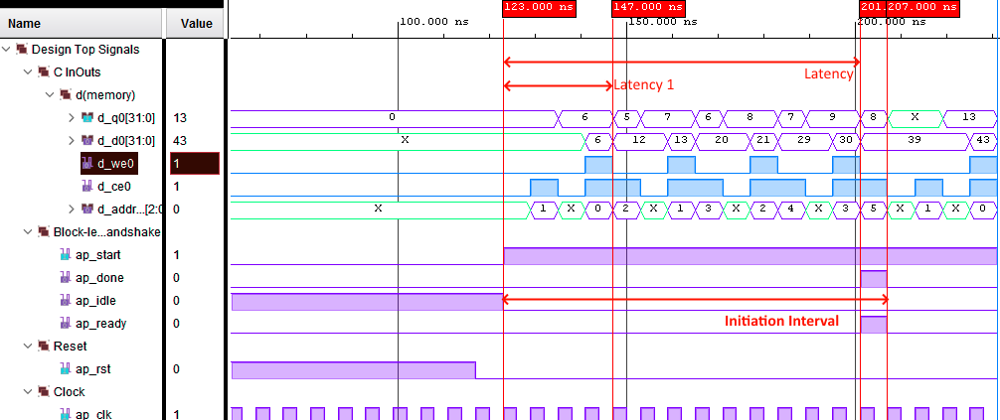 123.000 ns 147.000 ns 201.207.000 ns
Name Value 100.000 ns 150.000 ns 200.000 ns
Design Top Signals
C InOuts
Latency
Latency 1
d(memory)
d_q0[31:0] 13 0 6 5 7 6 8 7 9 8 X 13
d_d0[31:0] 43 X 6 12 13 20 21 29 30 39 43
d_we0 1
d_ce0 1
d_addr...[2:0 0 X 1 X 0 2 X 1 3 X 2 4 X 3 5 X 1 X 0
Block-le...andshake
ap_start 1
ap_done 0
ap_idle 0
ap_ready 0 Initiation Interval
Reset
ap_rst 0
Clock
ap_clk 1